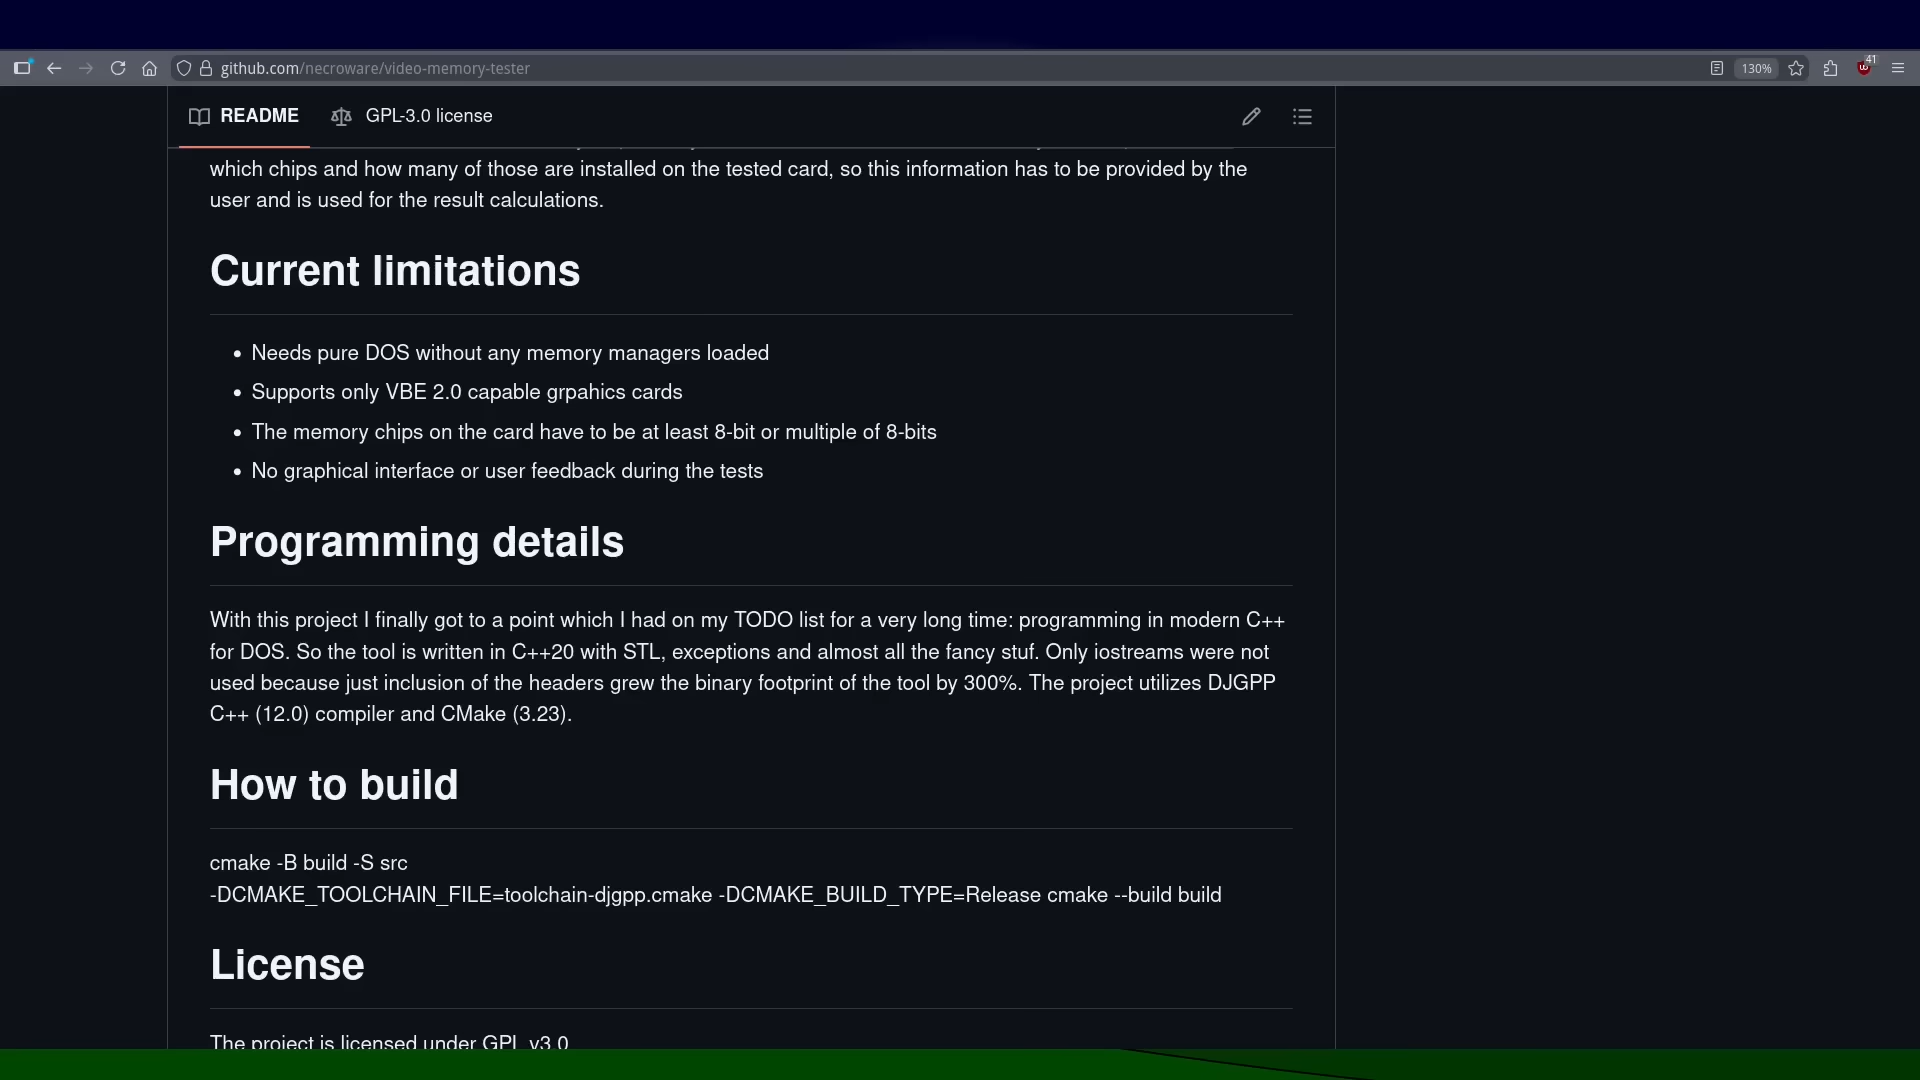 github.com/necroware/video-memory-tester
130%
41
README
GPL-3.0 license
which chips and how many of those are installed on the tested card, so this information has to be provided by the
user and is used for the result calculations.
Current limitations
• Needs pure DOS without any memory managers loaded
• Supports only VBE 2.0 capable grpahics cards
• The memory chips on the card have to be at least 8-bit or multiple of 8-bits
• No graphical interface or user feedback during the tests
Programming details
With this project I finally got to a point which I had on my TODO list for a very long time: programming in modern C++
for DOS. So the tool is written in C++20 with STL, exceptions and almost all the fancy stuf. Only iostreams were not
used because just inclusion of the headers grew the binary footprint of the tool by 300%. The project utilizes DJGPP
C++ (12.0) compiler and CMake (3.23).
How to build
cmake -B build -S src
-DCMAKE_TOOLCHAIN_FILE=toolchain-djgpp.cmake -DCMAKE_BUILD_TYPE=Release cmake --build build
License
The project is licensed under GPL v3.0